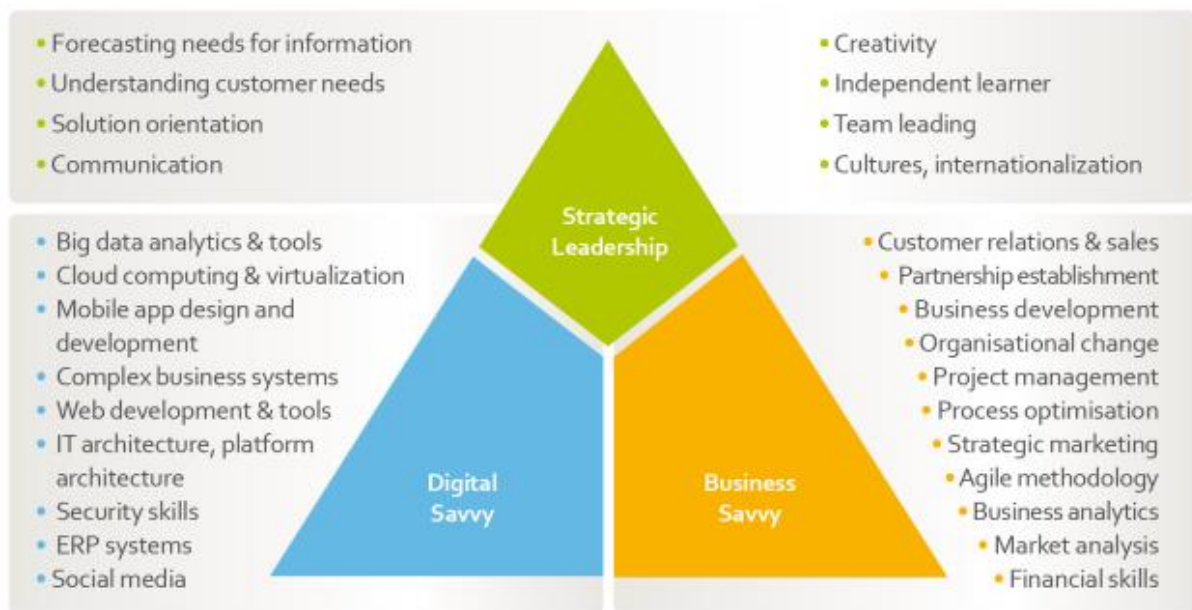 • Forecasting needs for information
• Understanding customer needs
• Solution orientation
• Communication
• Creativity
• Independent learner
• Team leading
• Cultures, internationalization
Strategic
Leadership
• Big data analytics & tools
• Cloud computing & virtualization
• Mobile app design and
development
• Complex business systems
• Web development & tools
• IT architecture, platform
architecture
• Security skills
• ERP systems
• Social media
Digital
Savvy
Business
Savvy
• Customer relations & sales
• Partnership establishment
• Business development
• Organisational change
• Project management
• Process optimisation
• Strategic marketing
• Agile methodology
• Business analytics
• Market analysis
• Financial skills